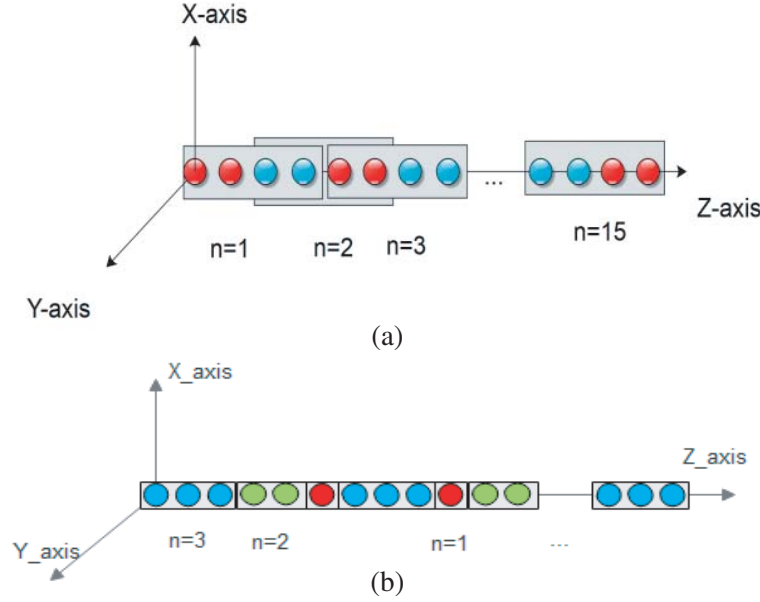 X-axis
...
Z-axis
n=1 n=2 n=3 n=15
Y-axis
(a)
X_axis
Z_axis
n=3 n=2 n=1 ...
Y_axis
(b)